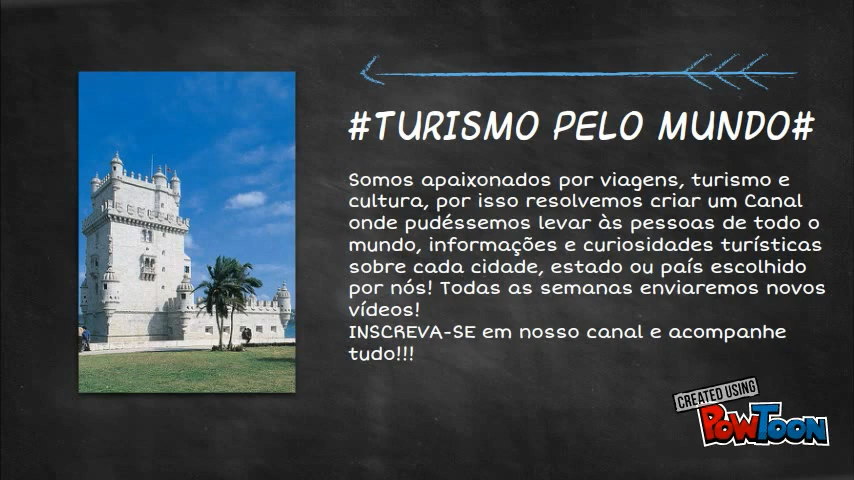 #TURISMO PELO MUNDO#
Somos apaixonados por viagens, turismo e
cultura, por isso resolvemos criar um Canal
onde pudéssemos levar às pessoas de todo o
mundo, informações e curiosidades turísticas
sobre cada cidade, estado ou país escolhido
por nós! Todas as semanas enviaremos novos
vídeos!
INSCREVA-SE em nosso canal e acompanhe
tudo!!!
CREATED USING
POWTOON